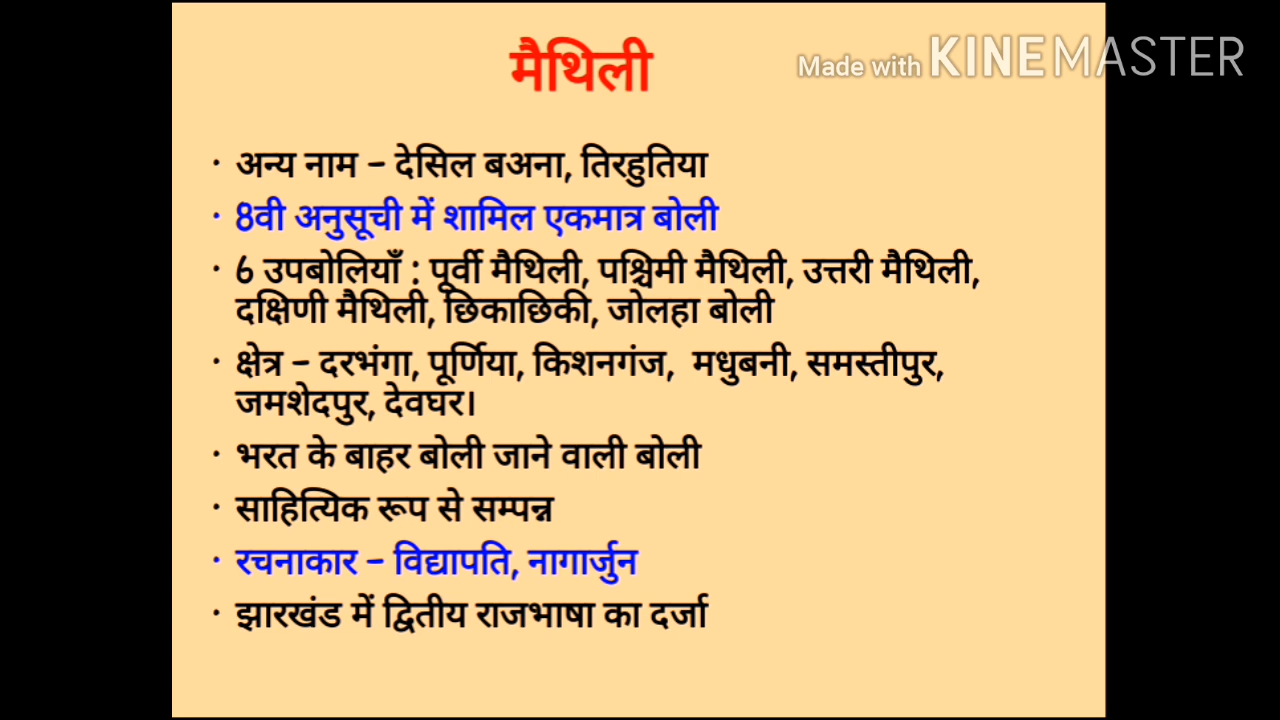 मैथिली
Made with KINEMASTER
• अन्य नाम – देसिल बअना, तिरहुतिया
• 8वी अनुसूची में शामिल एकमात्र बोली
• 6 उपबोलियाँ : पूर्वी मैथिली, पश्चिमी मैथिली, उत्तरी मैथिली,
दक्षिणी मैथिली, छिकाछिकी, जोलहा बोली
• क्षेत्र – दरभंगा, पूर्णिया, किशनगंज, मधुबनी, समस्तीपुर,
जमशेदपुर, देवघर।
• भरत के बाहर बोली जाने वाली बोली
• साहित्यिक रूप से सम्पन्न
• रचनाकार – विद्यापति, नागार्जुन
• झारखंड में द्वितीय राजभाषा का दर्जा